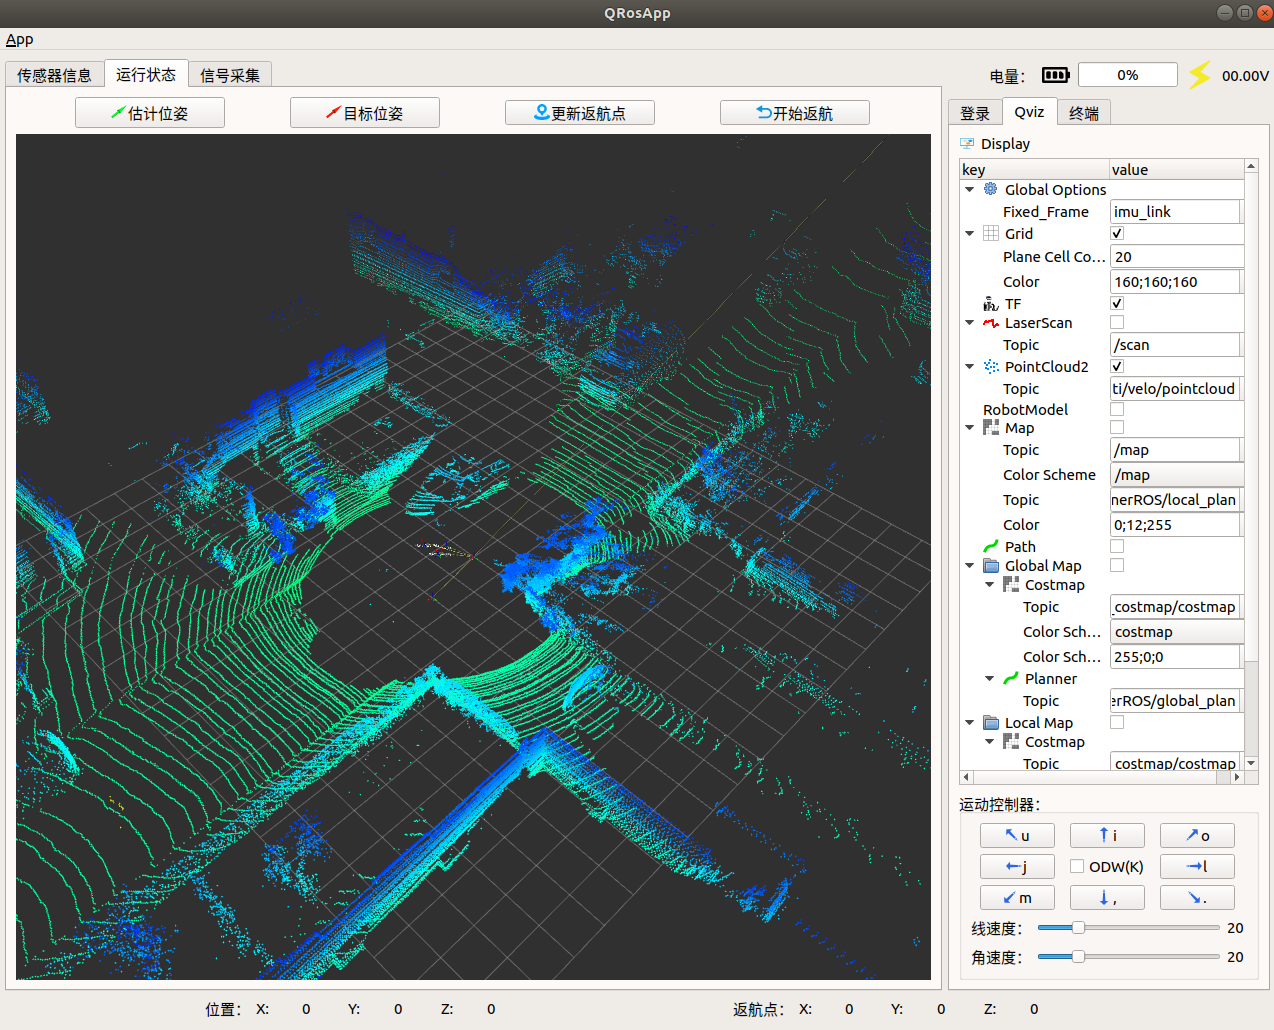 QRosApp
App
传感器信息 运行状态 信号采集
电量： 0% 00.00V
估计位姿 目标位姿 更新返航点 开始返航
登录 Qviz 终端
Display
key value
Global Options
Fixed_Frame imu_link
Grid
Plane Cell Co... 20
Color 160;160;160
TF
LaserScan
Topic /scan
PointCloud2
Topic ti/velo/pointcloud
RobotModel
Map
Topic /map
Color Scheme /map
Topic nerROS/local_plan
Color 0;12;255
Path
Global Map
Costmap
Topic _costmap/costmap
Color Sch... costmap
Color Sch... 255;0;0
Planner
Topic erROS/global_plan
Local Map
Costmap
Topic costmap/costmap
运动控制器：
u i o
j ODW(K) l
m , .
线速度： 20
角速度： 20
位置： X: 0 Y: 0 Z: 0 返航点： X: 0 Y: 0 Z: 0